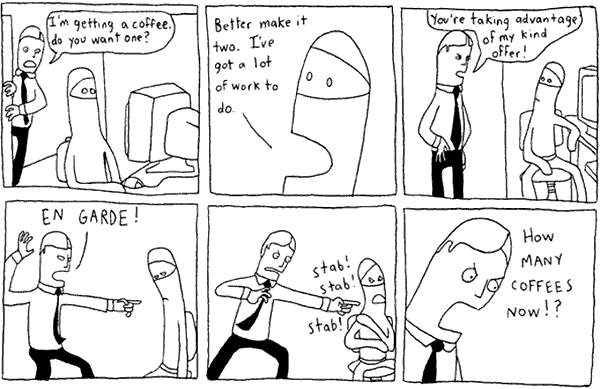 I'm getting a coffee.
do you want one?
Better make it
two. I've
got a lot
of work to
do.
You're taking advantage
of my kind
offer!
EN GARDE!
stab!
stab!
stab!
HOW
MANY
COFFEES
NOW!?